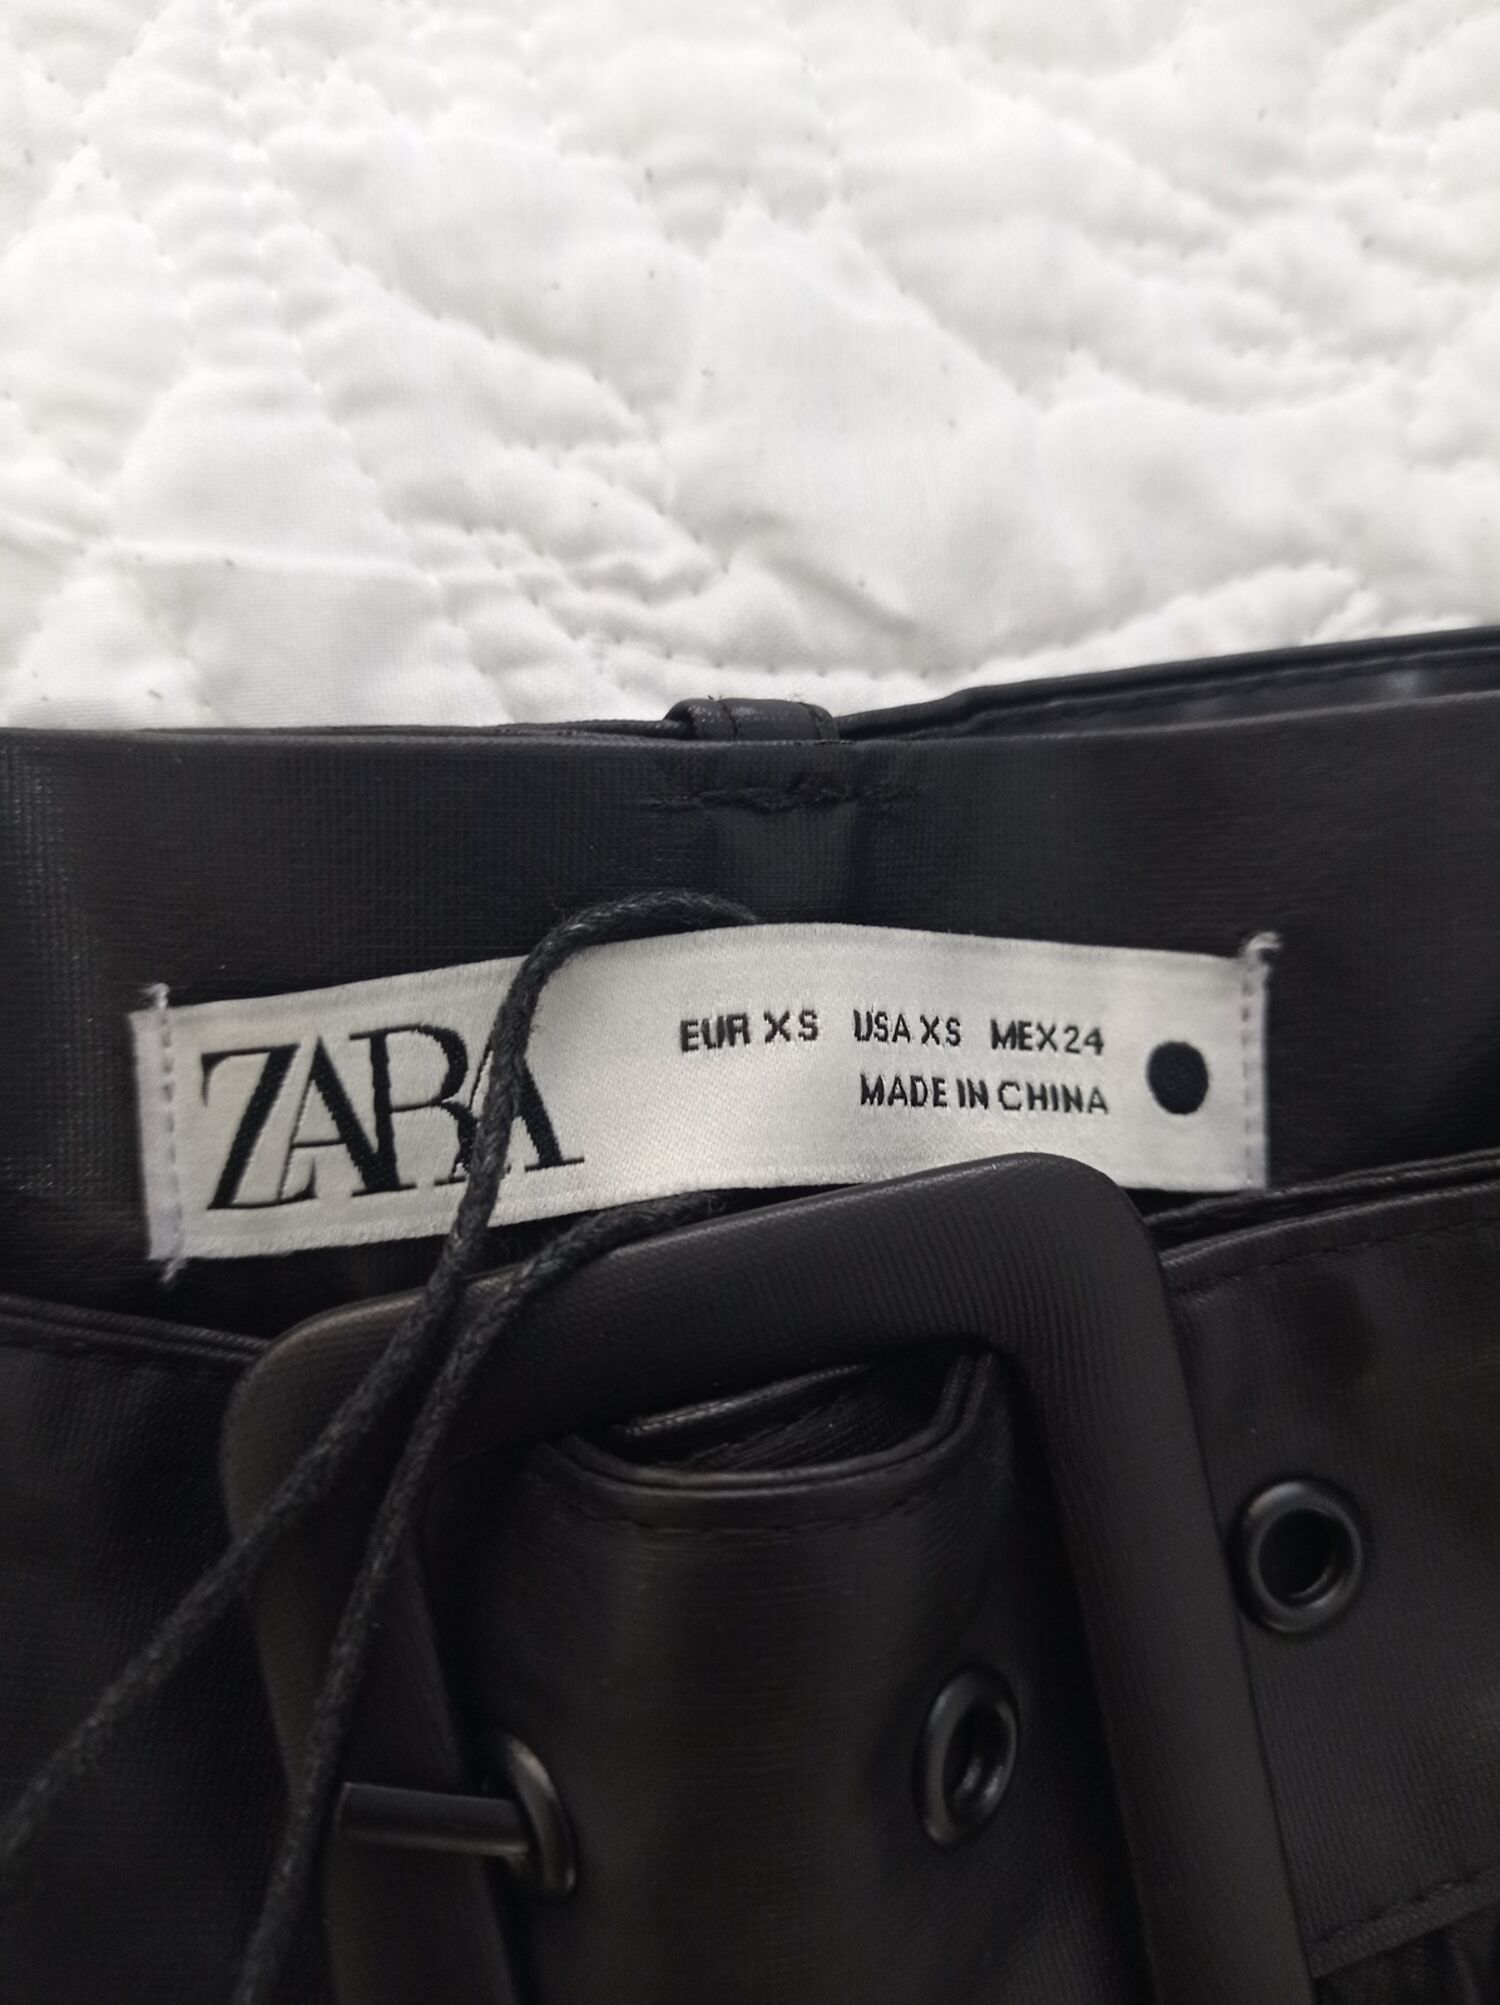 ZARA
EUR XS USA XS MEX 24
MADE IN CHINA